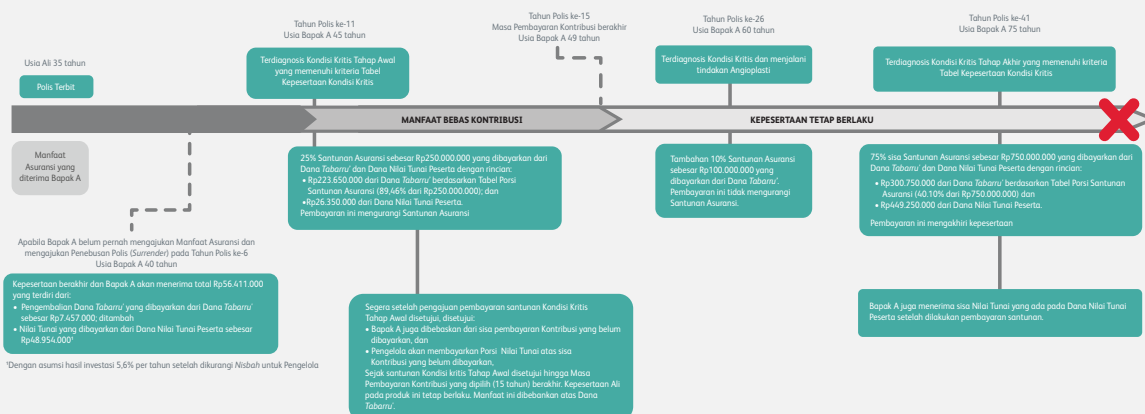 Usia Ali 35 tahun
Polis Terbit
Tahun Polis ke-11
Usia Bapak A 45 tahun
Terdiagnosis Kondisi Kritis Tahap Awal
yang memenuhi kriteria Tabel
Kepesertaan Kondisi Kritis
Tahun Polis ke-15
Masa Pembayaran Kontribusi berakhir
Usia Bapak A 49 tahun
Tahun Polis ke-26
Usia Bapak A 60 tahun
Terdiagnosis Kondisi Kritis dan menjalani
tindakan Angioplasti
Tahun Polis ke-41
Usia Bapak A 75 tahun
Terdiagnosis Kondisi Kritis Tahap Akhir yang memenuhi kriteria
Tabel Kepesertaan Kondisi Kritis
MANFAAT BEBAS KONTRIBUSI
KEPESERTAAN TETAP BERLAKU
Manfaat
Asuransi yang
diterima Bapak A
25% Santunan Asuransi sebesar Rp250.000.000 yang dibayarkan dari
Dana Tabarru' dan Dana Nilai Tunai Peserta dengan rincian:
• Rp223.650.000 dari Dana Tabarru' berdasarkan Tabel Porsi
Santunan Asuransi (89,46% dari Rp250.000.000); dan
•Rp26.350.000 dari Dana Nilai Tunai Peserta.
Pembayaran ini mengurangi Santunan Asuransi
Tambahan 10% Santunan Asuransi
sebesar Rp100.000.000 yang
dibayarkan dari Dana Tabarru'.
Pembayaran ini tidak mengurangi
Santunan Asuransi.
75% sisa Santunan Asuransi sebesar Rp750.000.000 yang dibayarkan dari
Dana Tabarru' dan Dana Nilai Tunai Peserta dengan rincian:
• Rp300.750.000 dari Dana Tabarru' berdasarkan Tabel Porsi Santunan
Asuransi (40.10% dari Rp750.000.000) dan
• Rp449.250.000 dari Dana Nilai Tunai Peserta.
Pembayaran ini mengakhiri kepesertaan
Apabila Bapak A belum pernah mengajukan Manfaat Asuransi dan
mengajukan Penebusan Polis (Surrender) pada Tahun Polis ke-6
Usia Bapak A 40 tahun
Kepesertaan berakhir dan Bapak A akan menerima total Rp56.411.000
yang terdiri dari:
• Pengembalian Dana Tabarru' yang dibayarkan dari Dana Tabarru'
sebesar Rp7.457.000; ditambah
• Nilai Tunai yang dibayarkan dari Dana Nilai Tunai Peserta sebesar
Rp48.954.000¹
¹Dengan asumsi hasil investasi 5,6% per tahun setelah dikurangi Nisbah untuk Pengelola
Segera setelah pengajuan pembayaran santunan Kondisi Kritis
Tahap Awal disetujui, disetujui:
• Bapak A juga dibebaskan dari sisa pembayaran Kontribusi yang belum
dibayarkan, dan
• Pengelola akan membayarkan Porsi Nilai Tunai atas sisa
Kontribusi yang belum dibayarkan,
Sejak santunan Kondisi kritis Tahap Awal disetujui hingga Masa
Pembayaran Kontribusi yang dipilih (15 tahun) berakhir. Kepesertaan Ali
pada produk ini tetap berlaku. Manfaat ini dibebankan atas Dana
Tabarru'.
Bapak A juga menerima sisa Nilai Tunai yang ada pada Dana Nilai Tunai
Peserta setelah dilakukan pembayaran santunan.